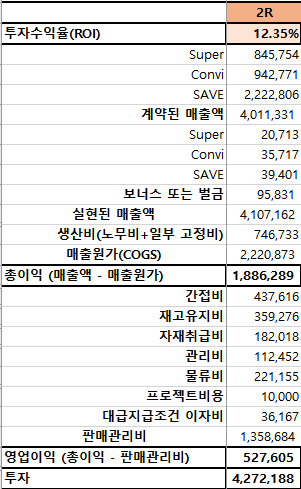 2R
투자수익율(ROI) 12.35%
Super 845,754
Convi 942,771
SAVE 2,222,806
계약된 매출액 4,011,331
Super 20,713
Convi 35,717
SAVE 39,401
보너스 또는 벌금 95,831
실현된 매출액 4,107,162
생산비(노무비+일부 고정비) 746,733
매출원가(COGS) 2,220,873
총이익 (매출액 - 매출원가) 1,886,289
간접비 437,616
재고유지비 359,276
자재취급비 182,018
관리비 112,452
물류비 221,155
프로젝트비용 10,000
대급지급조건 이자비 36,167
판매관리비 1,358,684
영업이익 (총이익 - 판매관리비) 527,605
투자 4,272,188